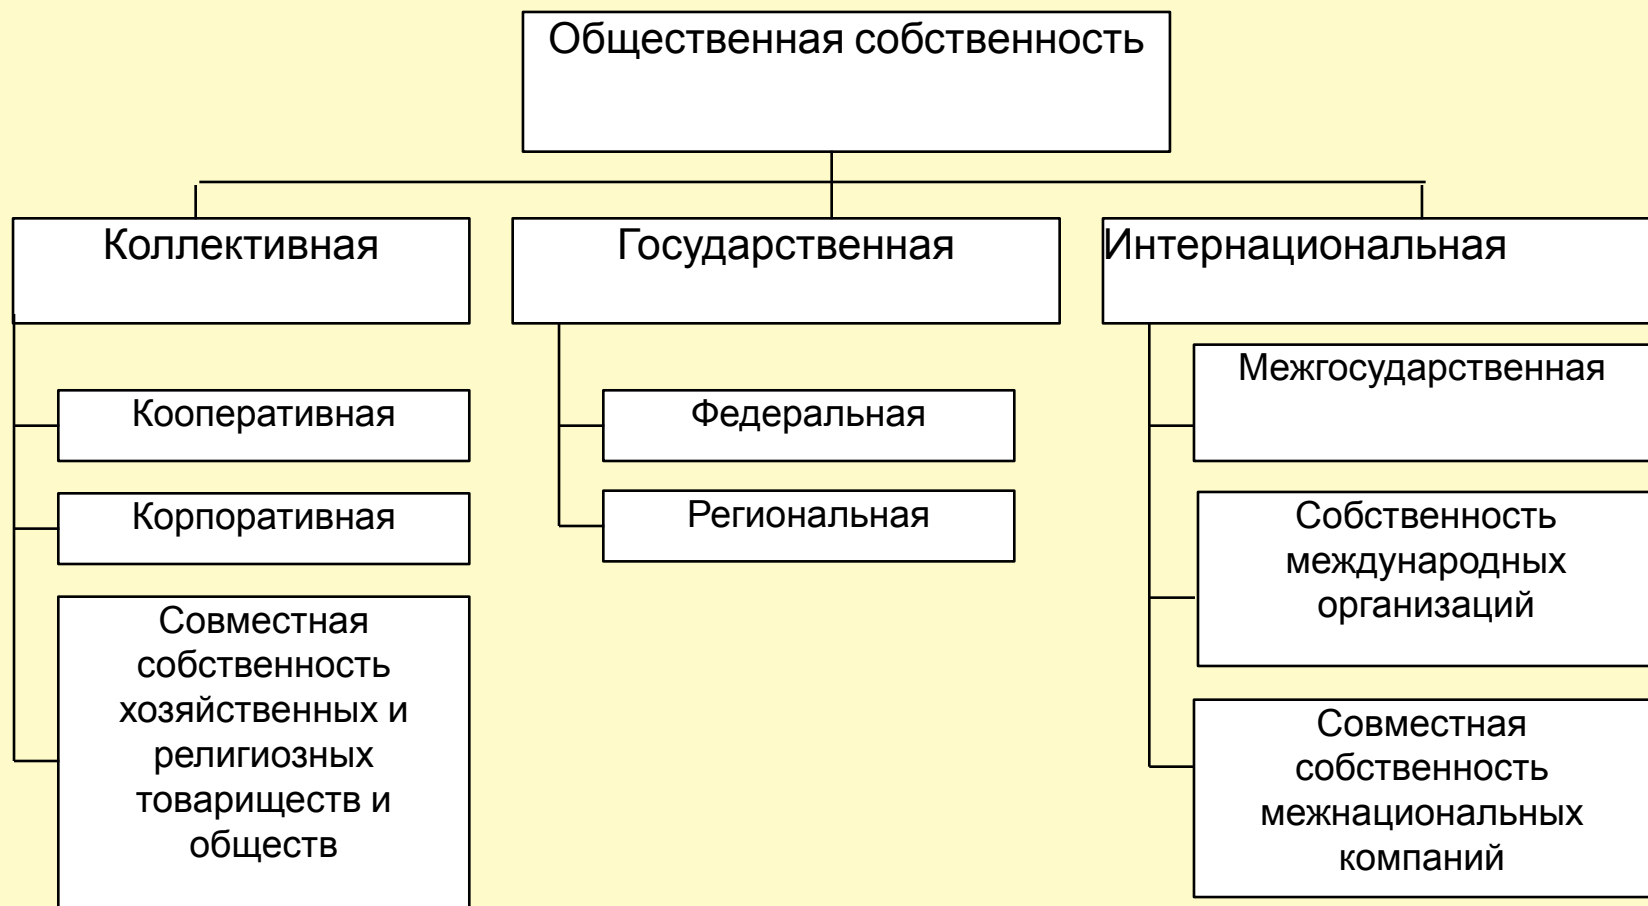 Общественная собственность
Коллективная
Государственная
Интернациональная
Кооперативная
Корпоративная
Совместная
собственность
хозяйственных и
религиозных
товариществ и
обществ
Федеральная
Региональная
Межгосударственная
Собственность
международных
организаций
Совместная
собственность
межнациональных
компаний